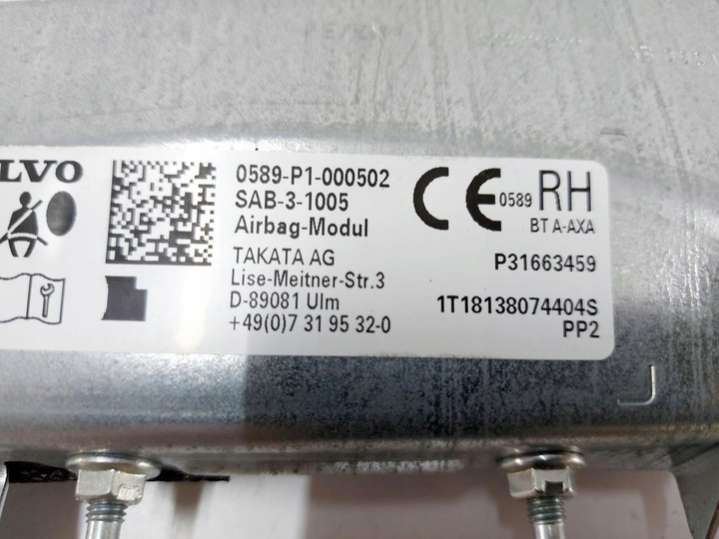 LVO
0589-P1-000502
SAB-3-1005
Airbag-Modul
TAKATA AG
Lise-Meitner-Str.3
D-89081 Ulm
+49(0)7 31 95 32-0
CE 0589 RH
BT A-AXA
P31663459
1T18138074404S
PP2